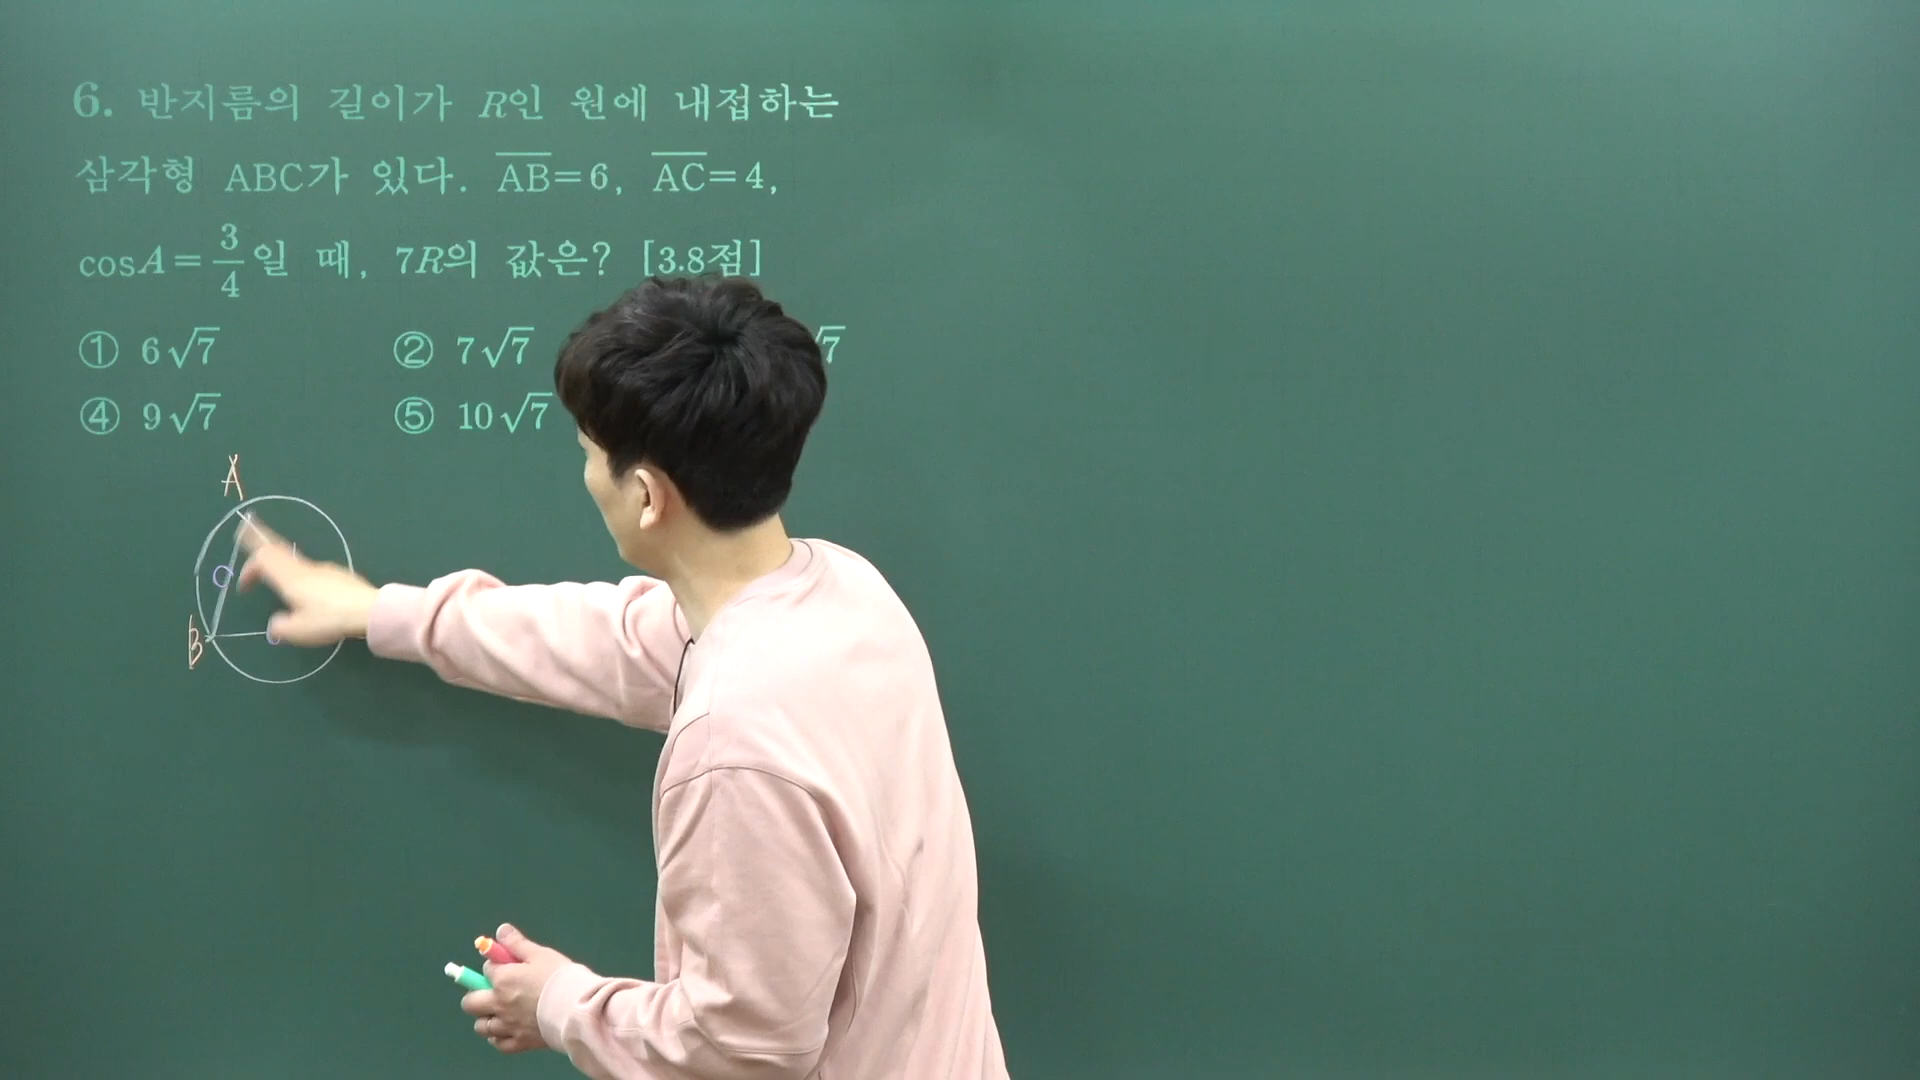 6. 반지름의 길이가 R인 원에 내접하는
삼각형 ABC가 있다. AB=6, AC=4,
cosA=3/4일 때, 7R의 값은? [3.8점]
① 6√7 ② 7√7 √7
④ 9√7 ⑤ 10√7
A
B